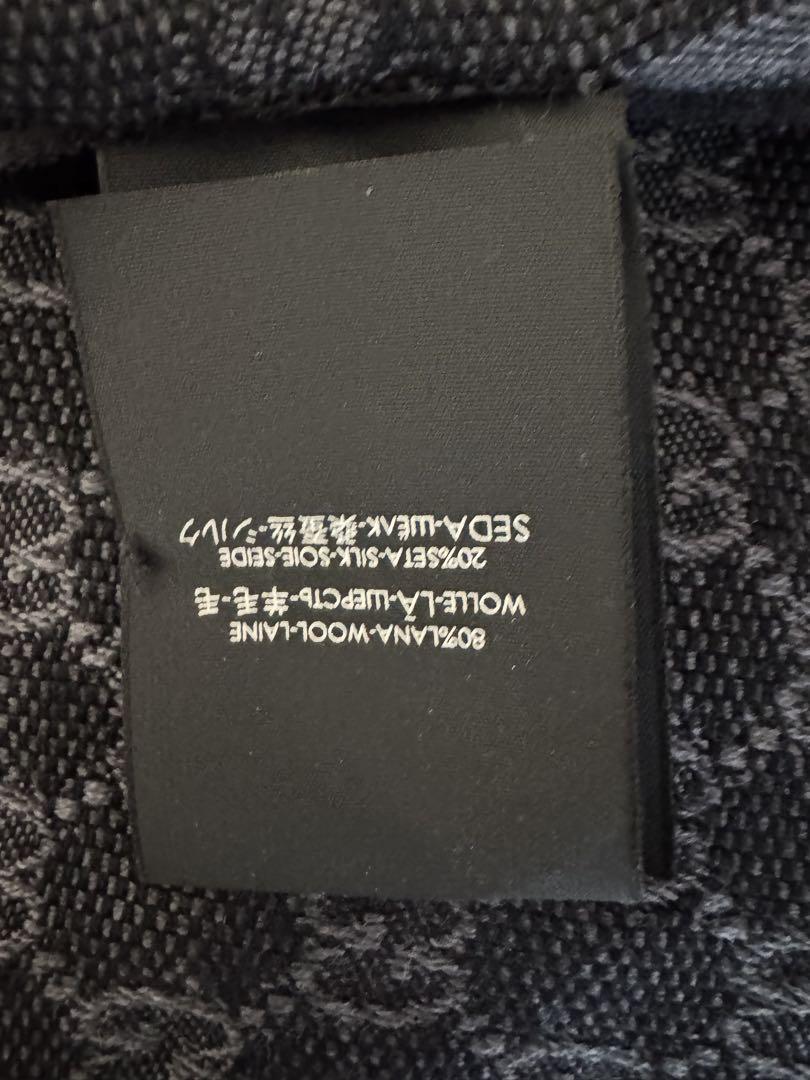 80%LANA-WOOL-LAINE
WOLLE-LÃ-ШЕРСТЬ-羊毛-毛
20%SETA-SILK-SOIE-SEIDE
SEDA-ШЁЛК-桑蚕丝-シルク